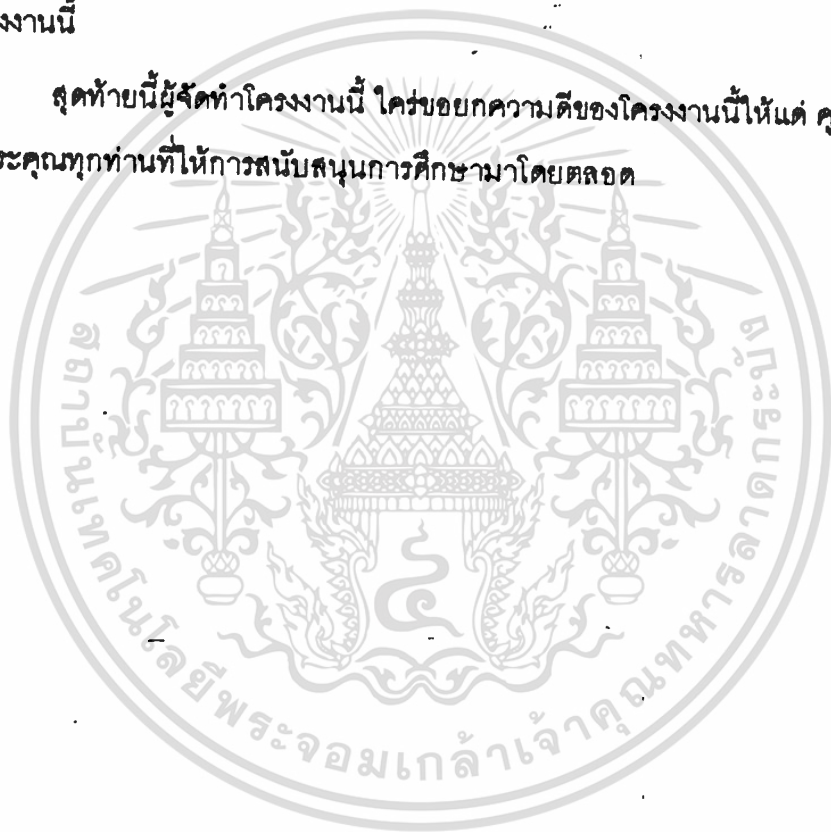 งงานนี้
สุดท้ายนี้ผู้จัดทำโครงงานนี้ ใคร่ขอยกความดีของโครงงานนี้ให้แด่ คุ
ระคุณทุกท่านที่ให้การสนับสนุนการศึกษามาโดยตลอด
สถาบันเทคโนโลยีพระจอมเกล้าเจ้าคุณทหารลาดกระบัง